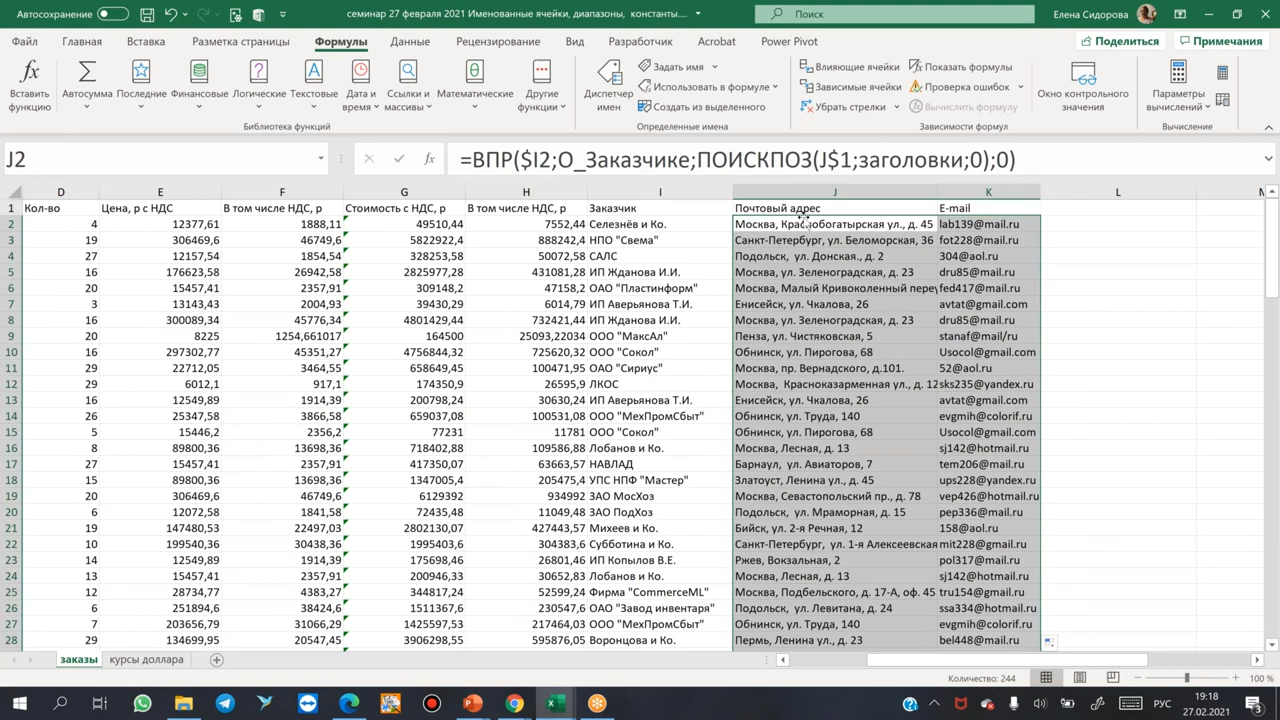 Автосохранение
семинар 27 февраля 2021 Именованные ячейки, диапазоны, константы....
Поиск
Елена Сидорова
Файл Главная Вставка Разметка страницы Формулы Данные Рецензирование Вид Разработчик Acrobat Power Pivot Поделиться Примечания
Вставить функцию
Автосумма
Последние
Финансовые
Логические
Текстовые
Дата и время
Ссылки и массивы
Математические
Другие функции
Библиотека функций
Диспетчер имен
Задать имя
Использовать в формуле
Создать из выделенного
Определенные имена
Влияющие ячейки
Зависимые ячейки
Убрать стрелки
Показать формулы
Проверка ошибок
Вычислить формулу
Зависимости формул
Окно контрольного значения
Параметры вычислений
Вычисление
J2 fx =ВПР($I2;О_Заказчике;ПОИСКПОЗ(J$1;заголовки;0);0)
D E F G H I J K L
1 Кол-во Цена, р с НДС В том числе НДС, р Стоимость с НДС, р В том числе НДС, р Заказчик Почтовый адрес E-mail
2 4 12377,61 1888,11 49510,44 7552,44 Селезнёв и Ко. Москва, Краснобогатырская ул., д. 45 lab139@mail.ru
3 19 306469,6 46749,6 5822922,4 888242,4 НПО "Свема" Санкт-Петербург, ул. Беломорская, 36 fot228@mail.ru
4 27 12157,54 1854,54 328253,58 50072,58 САЛС Подольск, ул. Донская., д. 2 304@aol.ru
5 16 176623,58 26942,58 2825977,28 431081,28 ИП Жданова И.И. Москва, ул. Зеленоградская, д. 23 dru85@mail.ru
6 20 15457,41 2357,91 309148,2 47158,2 ОАО "Пластинформ" Москва, Малый Кривоколенный переу fed417@mail.ru
7 3 13143,43 2004,93 39430,29 6014,79 ИП Аверьянова Т.И. Енисейск, ул. Чкалова, 26 avtat@gmail.com
8 16 300089,34 45776,34 4801429,44 732421,44 ИП Жданова И.И. Москва, ул. Зеленоградская, д. 23 dru85@mail.ru
9 20 8225 1254,661017 164500 25093,22034 ООО "МаксАл" Пенза, ул. Чистяковская, 5 stanaf@mail/ru
10 16 297302,77 45351,27 4756844,32 725620,32 ООО "Сокол" Обнинск, ул. Пирогова, 68 Usocol@gmail.com
11 29 22712,05 3464,55 658649,45 100471,95 ОАО "Сириус" Москва, пр. Вернадского, д.101. 52@aol.ru
12 29 6012,1 917,1 174350,9 26595,9 ЛКОС Москва, Красноказарменная ул., д. 12 sks235@yandex.ru
13 16 12549,89 1914,39 200798,24 30630,24 ИП Аверьянова Т.И. Енисейск, ул. Чкалова, 26 avtat@gmail.com
14 26 25347,58 3866,58 659037,08 100531,08 ООО "МехПромСбыт" Обнинск, ул. Труда, 140 evgmih@colorif.ru
15 5 15446,2 2356,2 77231 11781 ООО "Сокол" Обнинск, ул. Пирогова, 68 Usocol@gmail.com
16 8 89800,36 13698,36 718402,88 109586,88 Лобанов и Ко. Москва, Лесная, д. 13 sj142@hotmail.ru
17 27 15457,41 2357,91 417350,07 63663,57 НАВЛАД Барнаул, ул. Авиаторов, 7 tem206@mail.ru
18 15 89800,36 13698,36 1347005,4 205475,4 УПС НПФ "Мастер" Златоуст, Ленина ул., д. 45 ups228@yandex.ru
19 20 306469,6 46749,6 6129392 934992 ЗАО МосХоз Москва, Севастопольский пр., д. 78 vep426@hotmail.ru
20 6 12072,58 1841,58 72435,48 11049,48 ЗАО ПодХоз Подольск, ул. Мраморная, д. 15 pep336@mail.ru
21 19 147480,53 22497,03 2802130,07 427443,57 Михеев и Ко. Бийск, ул. 2-я Речная, 12 158@aol.ru
22 10 199540,36 30438,36 1995403,6 304383,6 Субботина и Ко. Санкт-Петербург, ул. 1-я Алексеевская mit228@gmail.ru
23 14 12549,89 1914,39 175698,46 26801,46 ИП Копылов В.Е. Ржев, Вокзальная, 2 pol317@mail.ru
24 13 15457,41 2357,91 200946,33 30652,83 Лобанов и Ко. Москва, Лесная, д. 13 sj142@hotmail.ru
25 12 28734,77 4383,27 344817,24 52599,24 Фирма "CommerceML" Москва, Подбельского, д. 17-А, оф. 45 tru154@gmail.ru
26 6 251894,6 38424,6 1511367,6 230547,6 ОАО "Завод инвентаря" Подольск, ул. Левитана, д. 24 ssa334@hotmail.ru
27 7 203656,79 31066,29 1425597,53 217464,03 ООО "МехПромСбыт" Обнинск, ул. Труда, 140 evgmih@colorif.ru
28 29 134699,95 20547,45 3906298,55 595876,05 Воронцова и Ко. Пермь, Ленина ул., д. 23 bel448@mail.ru
заказы курсы доллара
Количество: 244 100 %
РУС 19:18
27.02.2021